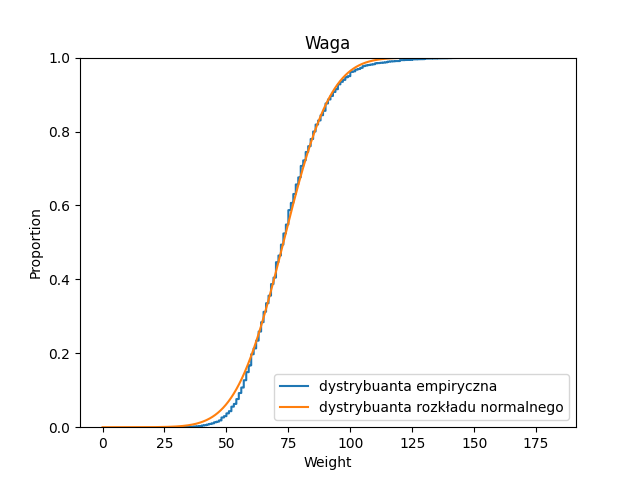 Waga
1.0
0.8
0.6
0.4
0.2
0.0
Proportion
dystrybuanta empiryczna
dystrybuanta rozkładu normalnego
0 25 50 75 100 125 150 175
Weight